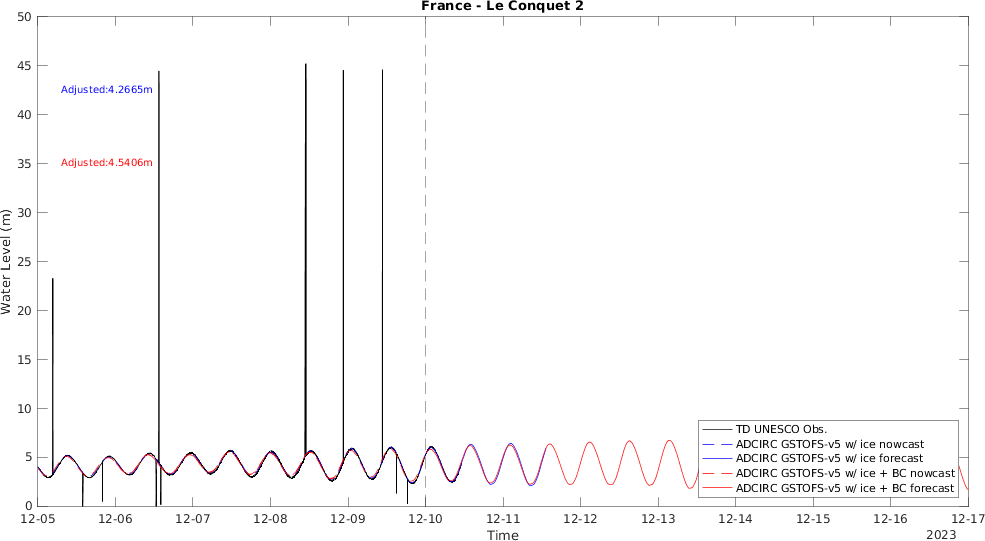 France - Le Conquet 2
50
45
40
35
30
25
20
15
10
5
0
Water Level (m)
Adjusted:4.2665m
Adjusted:4.5406m
TD UNESCO Obs.
ADCIRC GSTOFS-v5 w/ ice nowcast
ADCIRC GSTOFS-v5 w/ ice forecast
ADCIRC GSTOFS-v5 w/ ice + BC nowcast
ADCIRC GSTOFS-v5 w/ ice + BC forecast
12-05 12-06 12-07 12-08 12-09 12-10 12-11 12-12 12-13 12-14 12-15 12-16 12-17
Time
2023